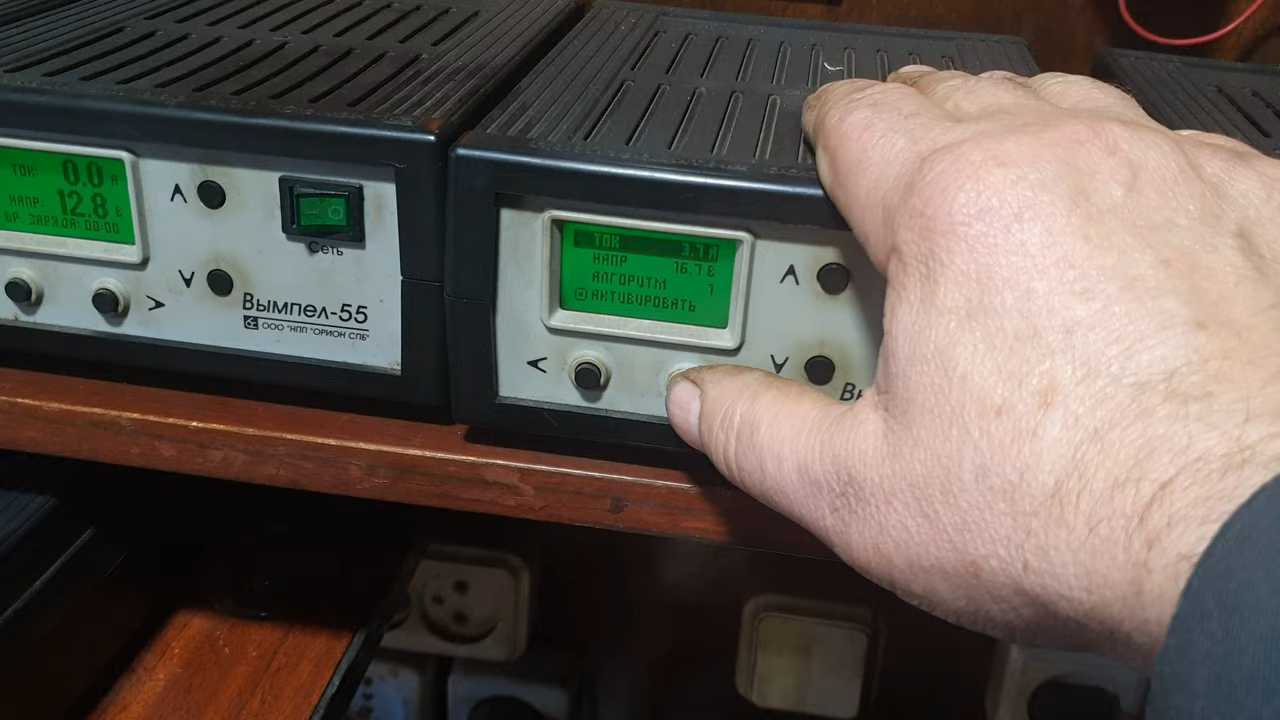 ТОК: 0.0 А
НАПР: 12.8 В
ВР. ЗАРЯДА: 00:00
Сеть
Вымпел-55
ООО "НПП "ОРИОН СПБ"
ТОК 3.7 А
НАПР 16.7 В
АЛГОРИТМ 1
АКТИВИРОВАТЬ